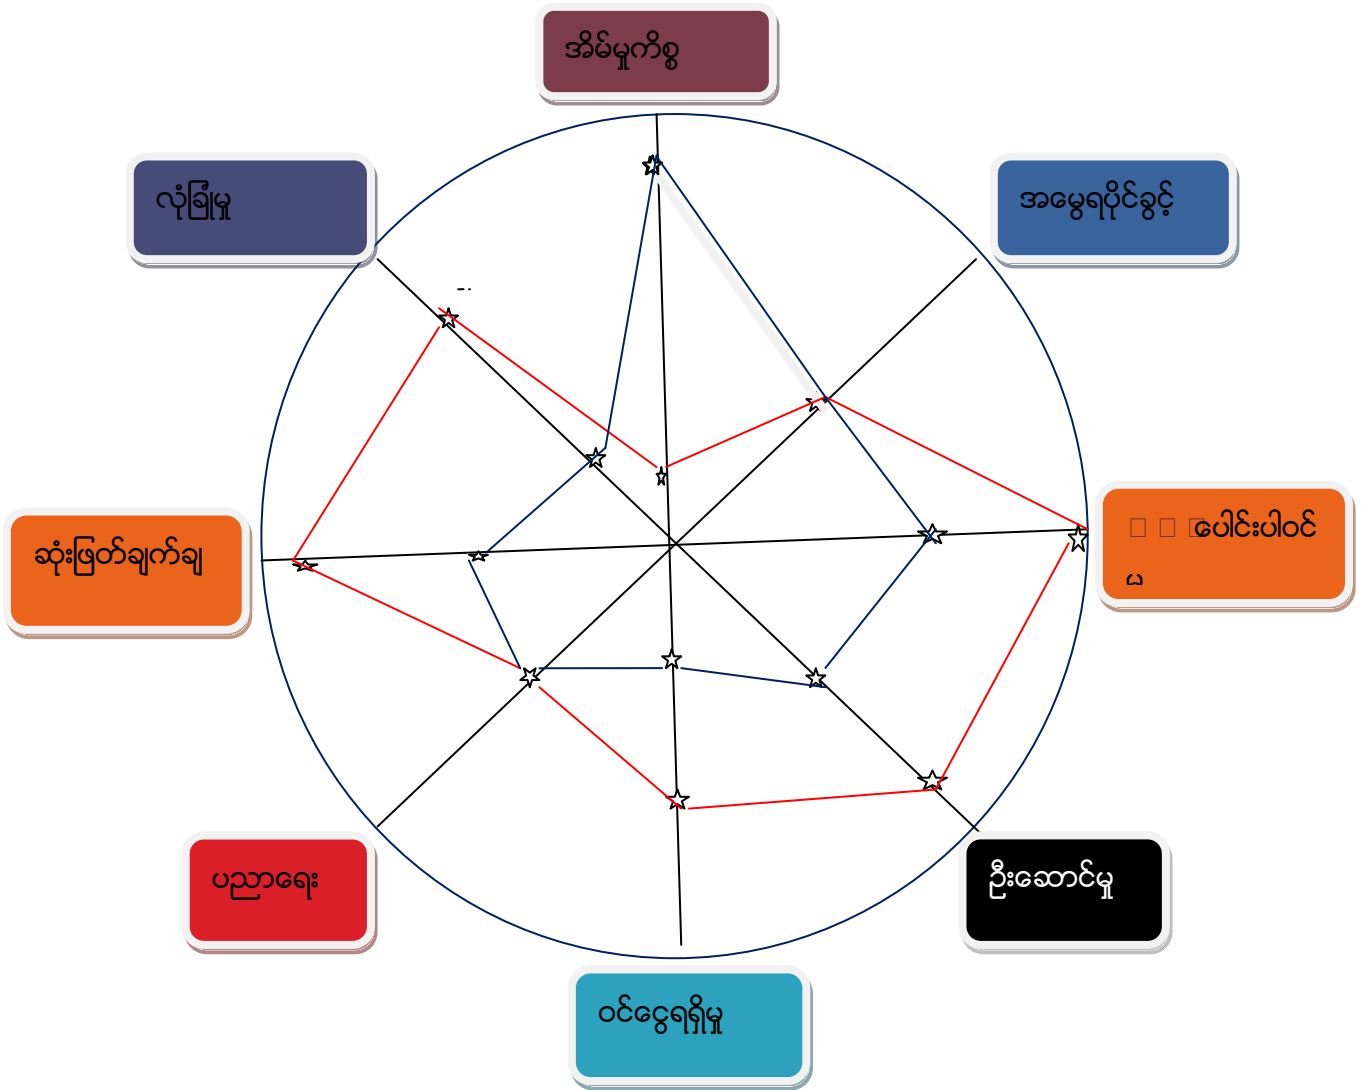 အိမ်မှုကိစ္စ
လုံခြုံမှု
အမွေရပိုင်ခွင့်
ဆုံးဖြတ်ချက်ချ
ပေါင်းပါဝင်
မ
ပညာရေး
ဦးဆောင်မှု
ဝင်ငွေရရှိမှု